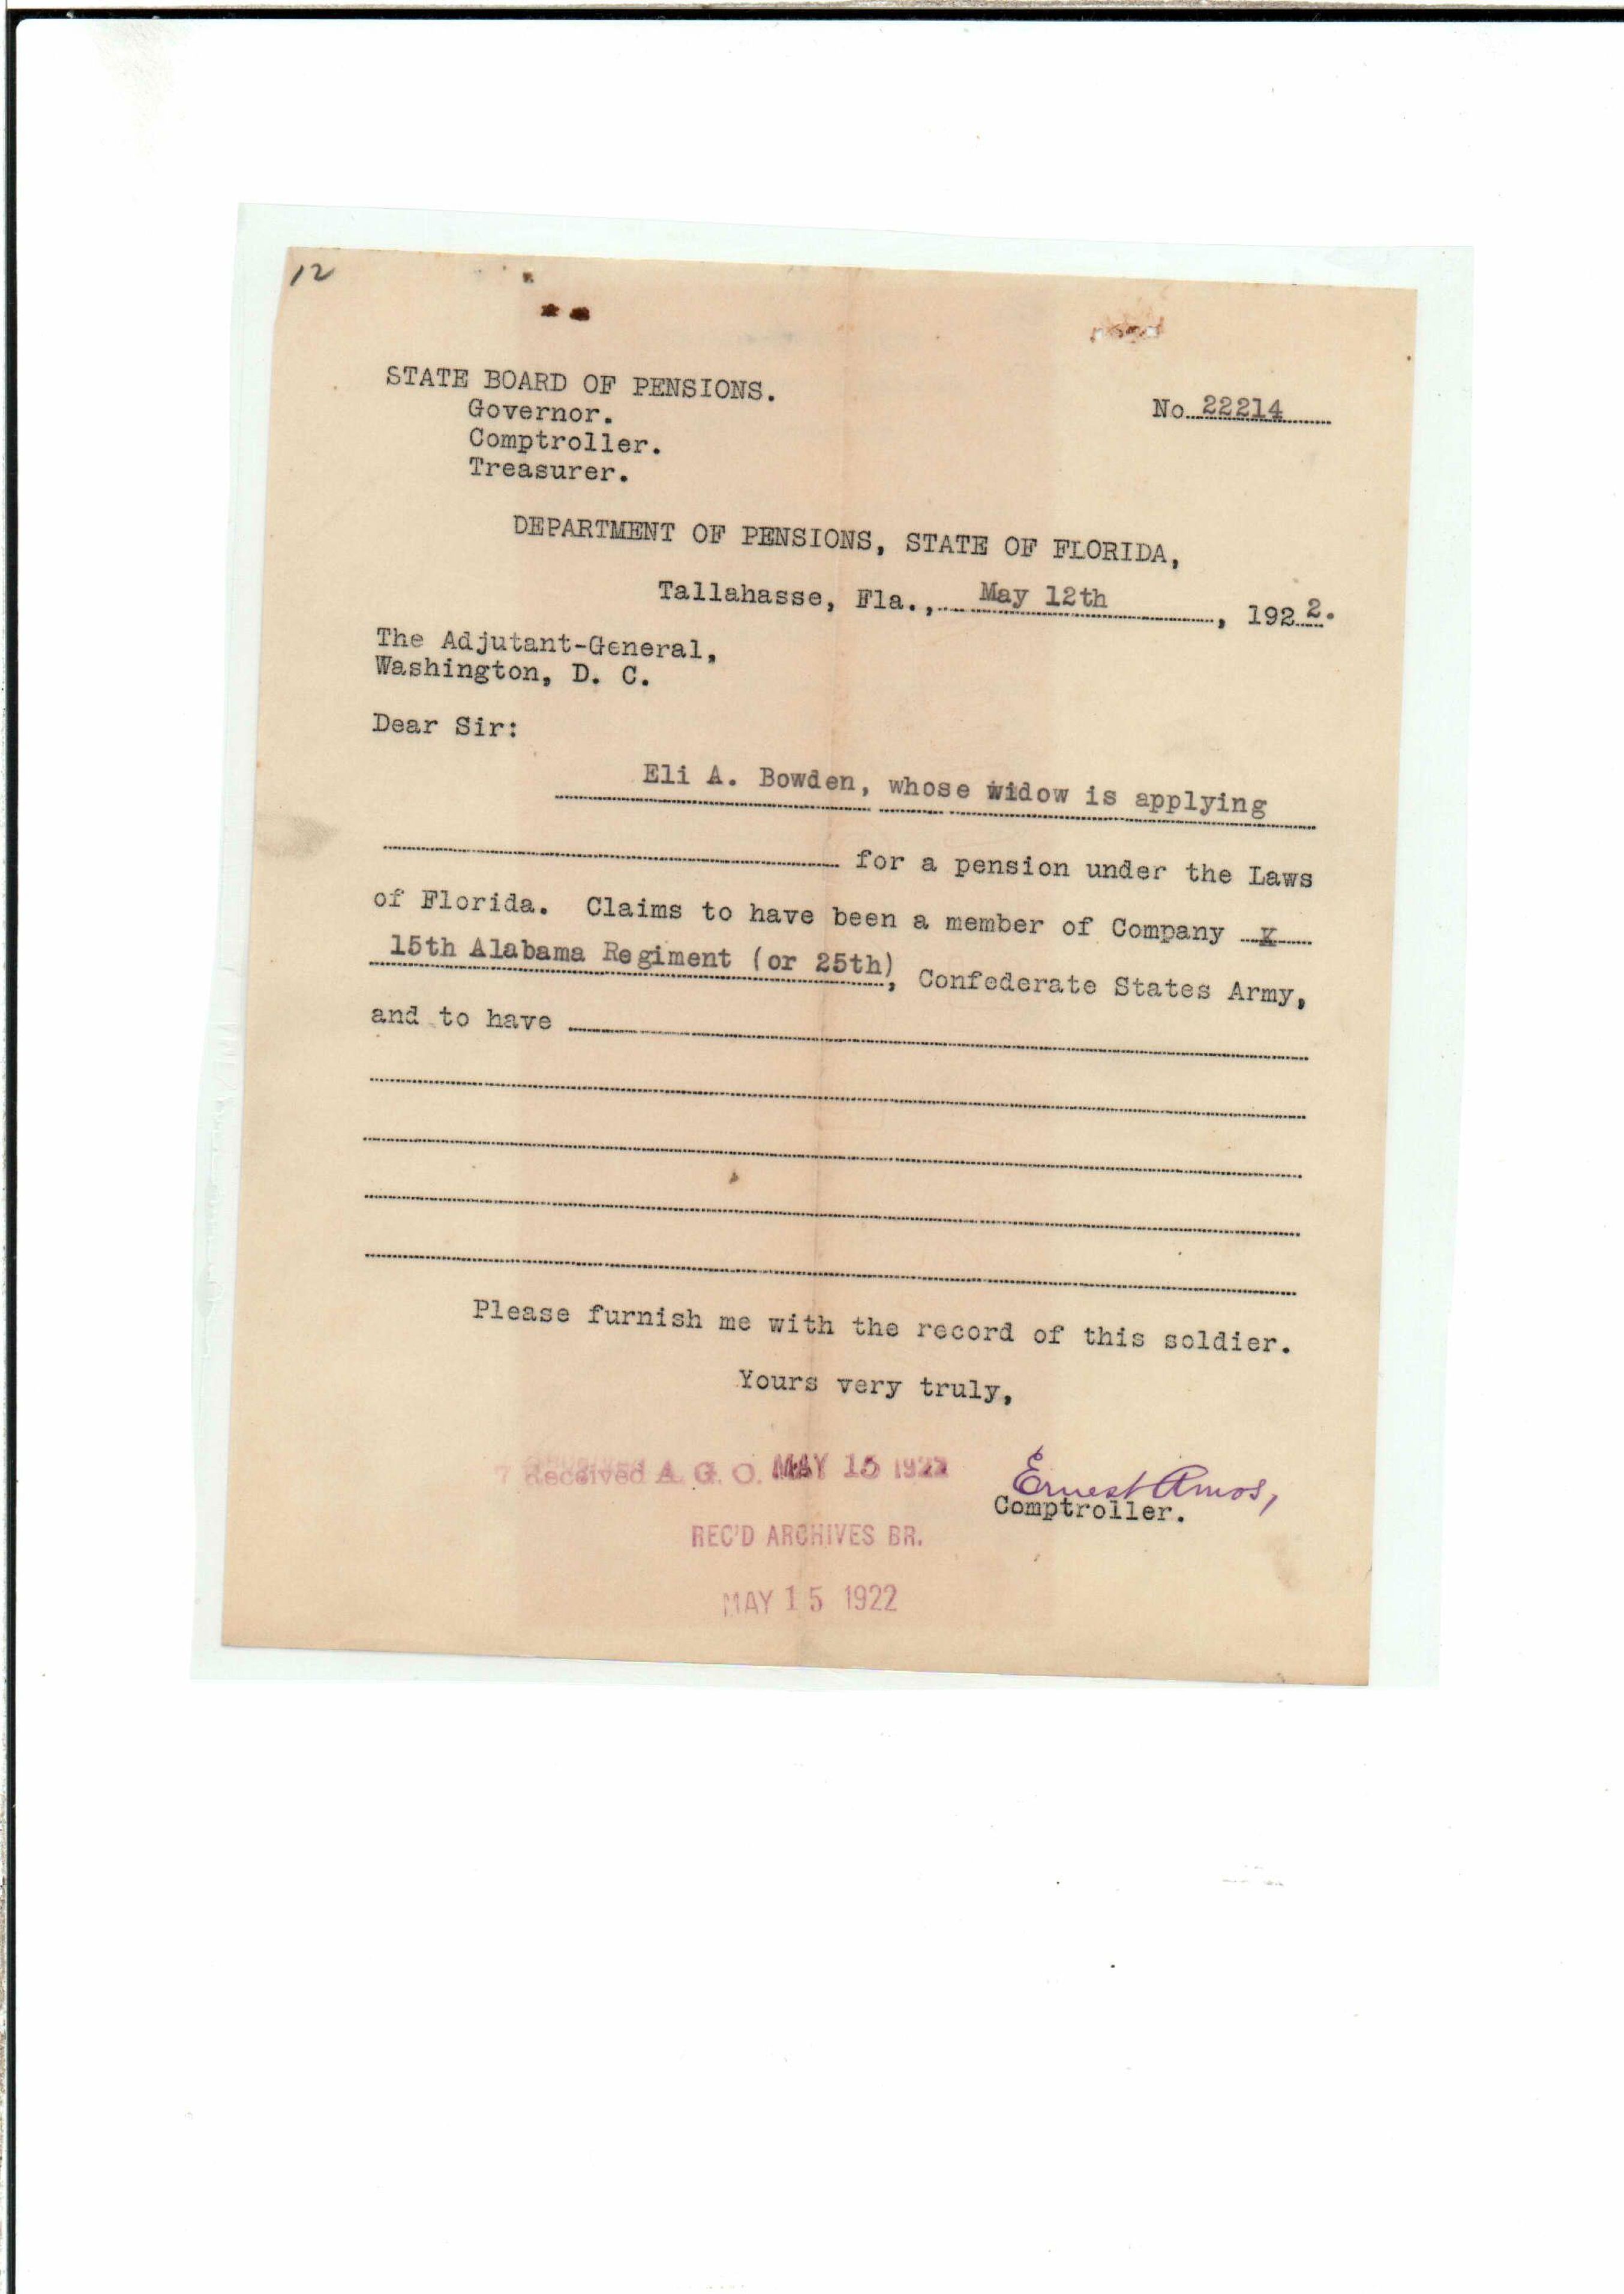 12
STATE BOARD OF PENSIONS.
Governor.
Comptroller.
Treasurer.
No. 22214
DEPARTMENT OF PENSIONS, STATE OF FLORIDA,
Tallahasse, Fla., May 12th, 1922.
The Adjutant-General,
Washington, D. C.
Dear Sir:
Eli A. Bowden, whose widow is applying
for a pension under the Laws
of Florida. Claims to have been a member of Company K
15th Alabama Regiment (or 25th), Confederate States Army,
and to have
Please furnish me with the record of this soldier.
Yours very truly,
7 Received A. G. O. MAY 15 1922
Ernest Amos,
Comptroller.
REC'D ARCHIVES BR.
MAY 15 1922